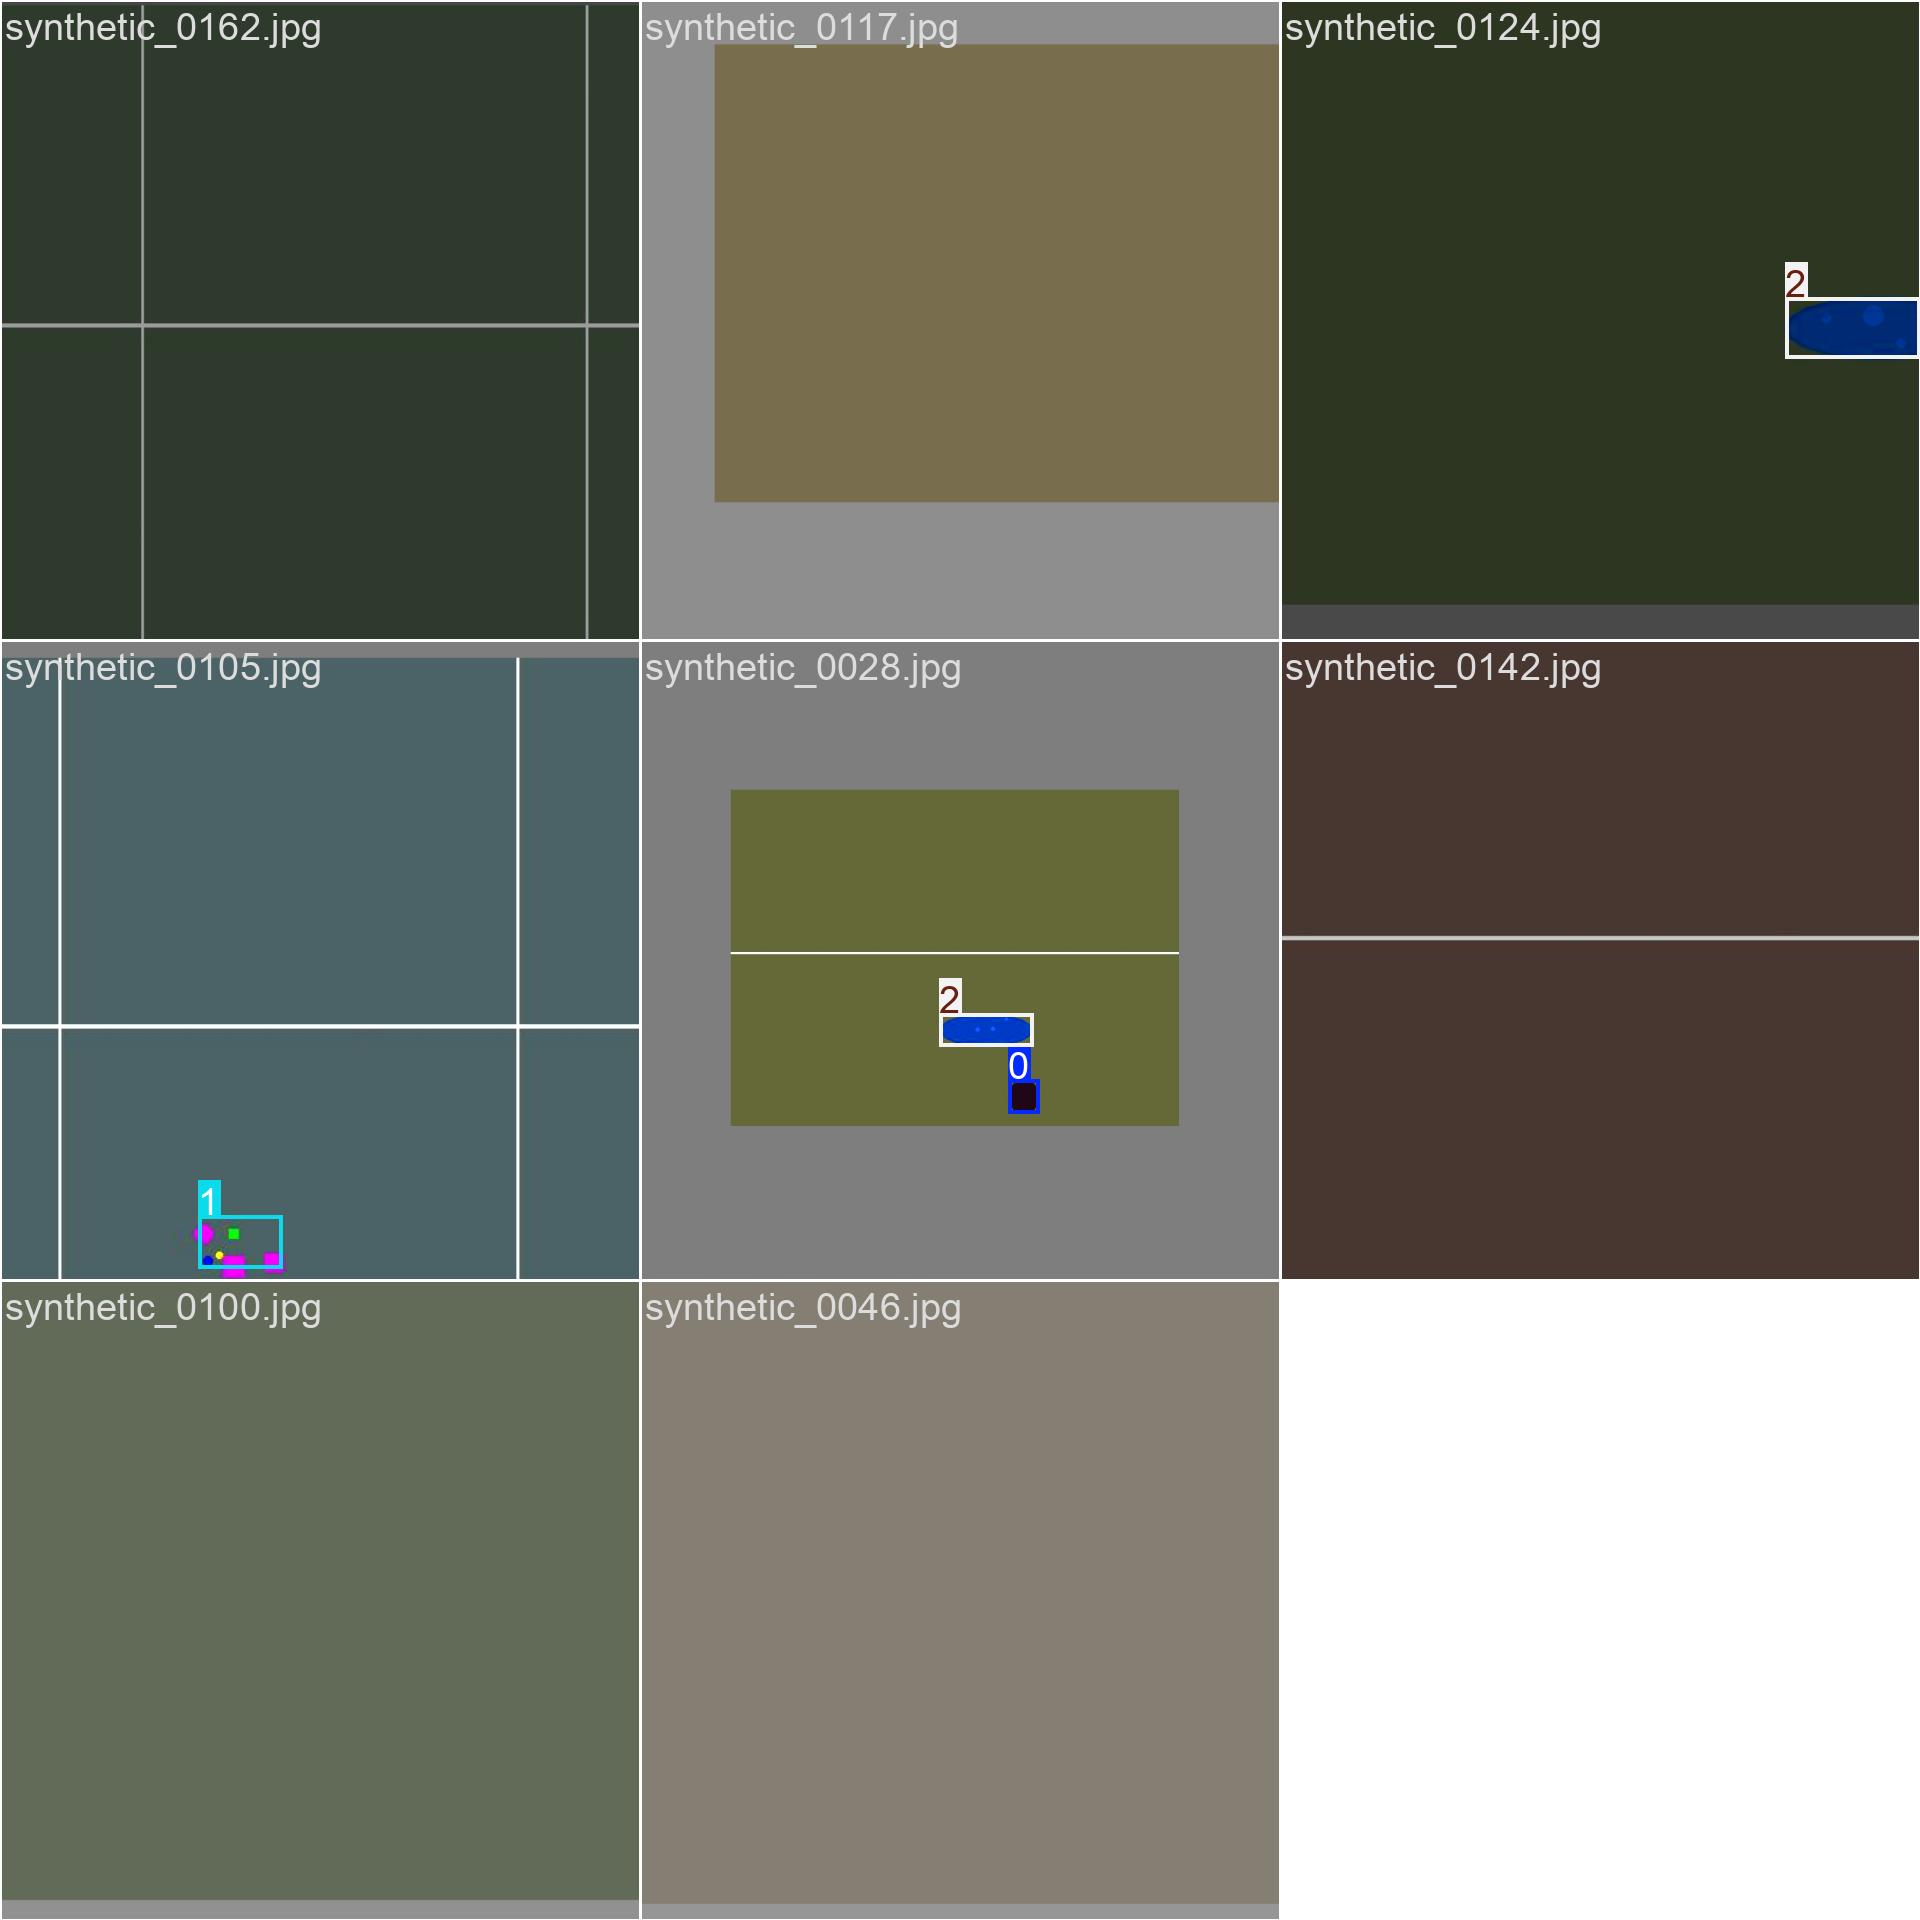 synthetic_0162.jpg
synthetic_0117.jpg
synthetic_0124.jpg
2
synthetic_0105.jpg
synthetic_0028.jpg
synthetic_0142.jpg
2
0
1
synthetic_0100.jpg
synthetic_0046.jpg